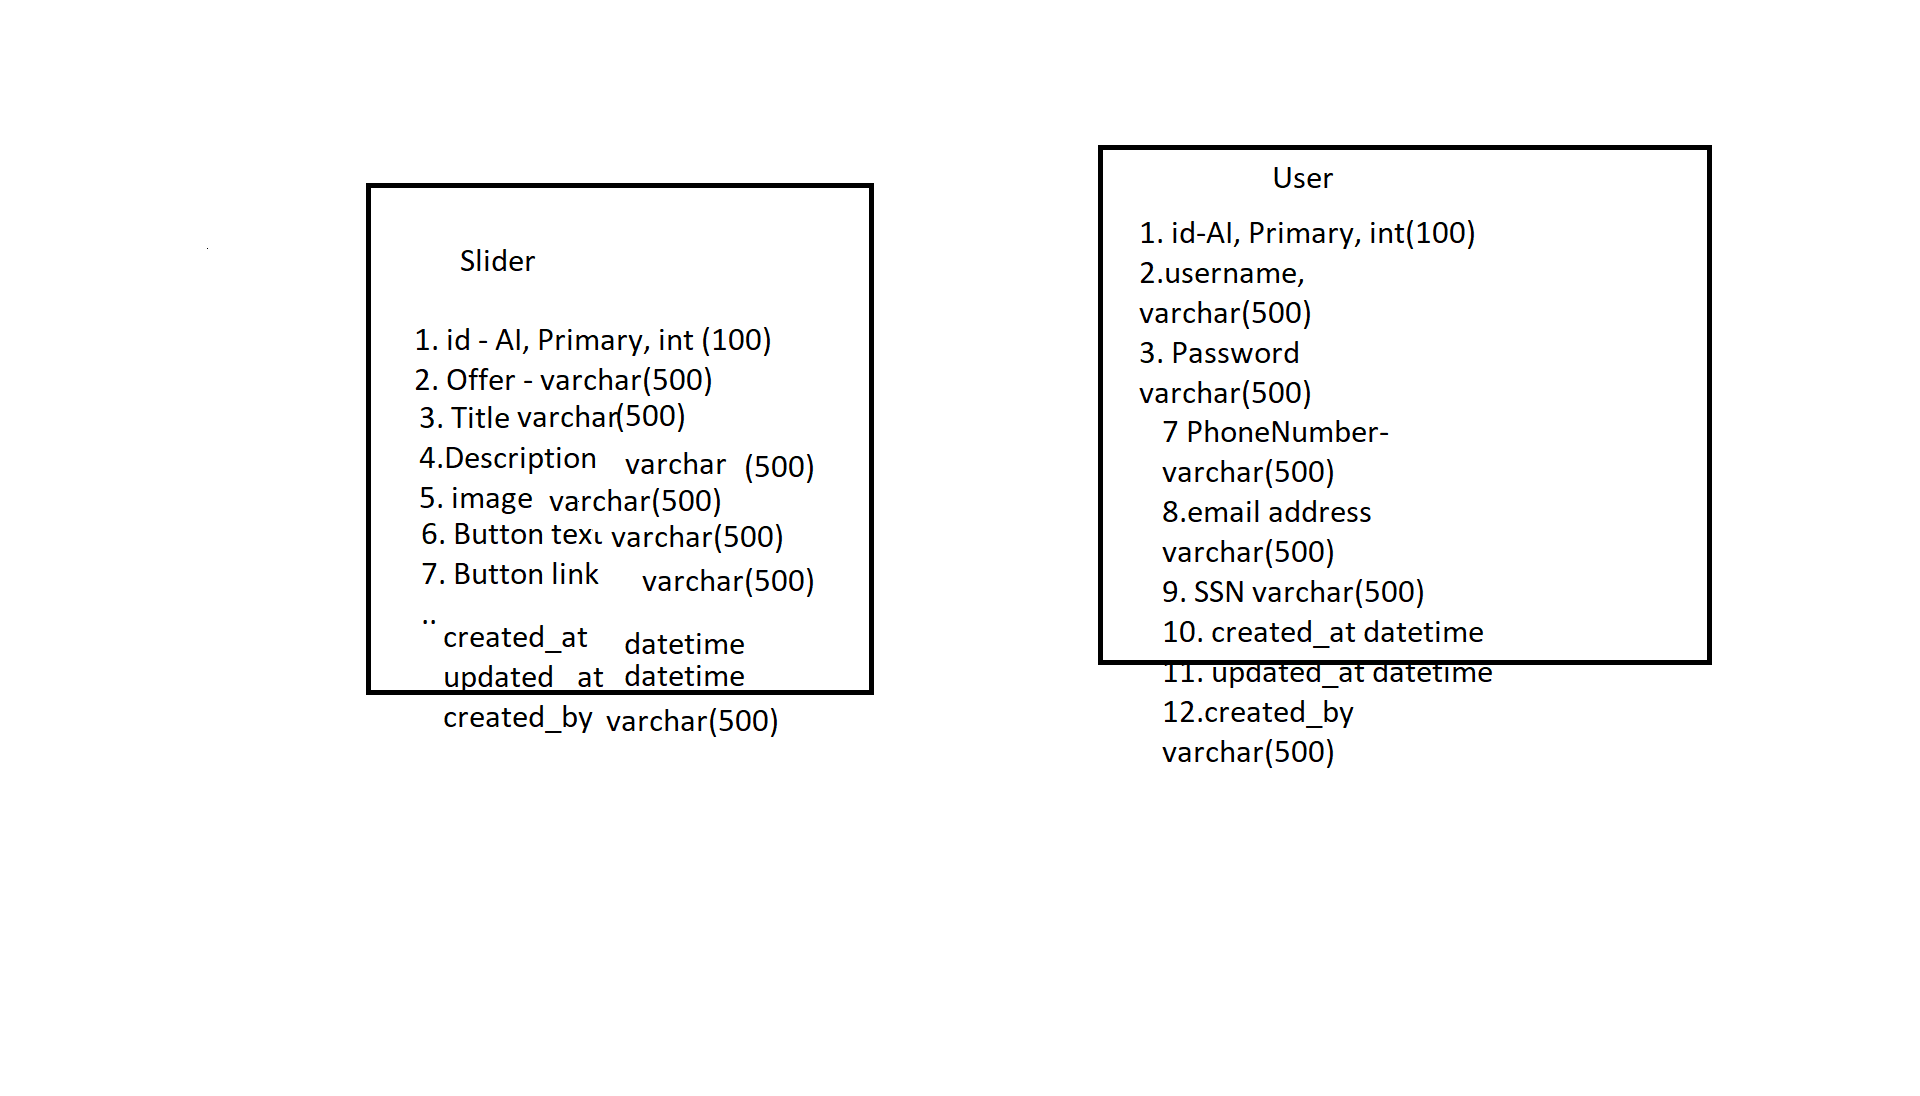 Slider
1. id - AI, Primary, int (100)
2. Offer - varchar(500)
3. Title varchar(500)
4.Description varchar (500)
5. image varchar(500)
6. Button text varchar(500)
7. Button link varchar(500)
..
created_at datetime
updated_at datetime
created_by varchar(500)
User
1. id-AI, Primary, int(100)
2.username,
varchar(500)
3. Password
varchar(500)
7 PhoneNumber-
varchar(500)
8.email address
varchar(500)
9. SSN varchar(500)
10. created_at datetime
11. updated_at datetime
12.created_by
varchar(500)